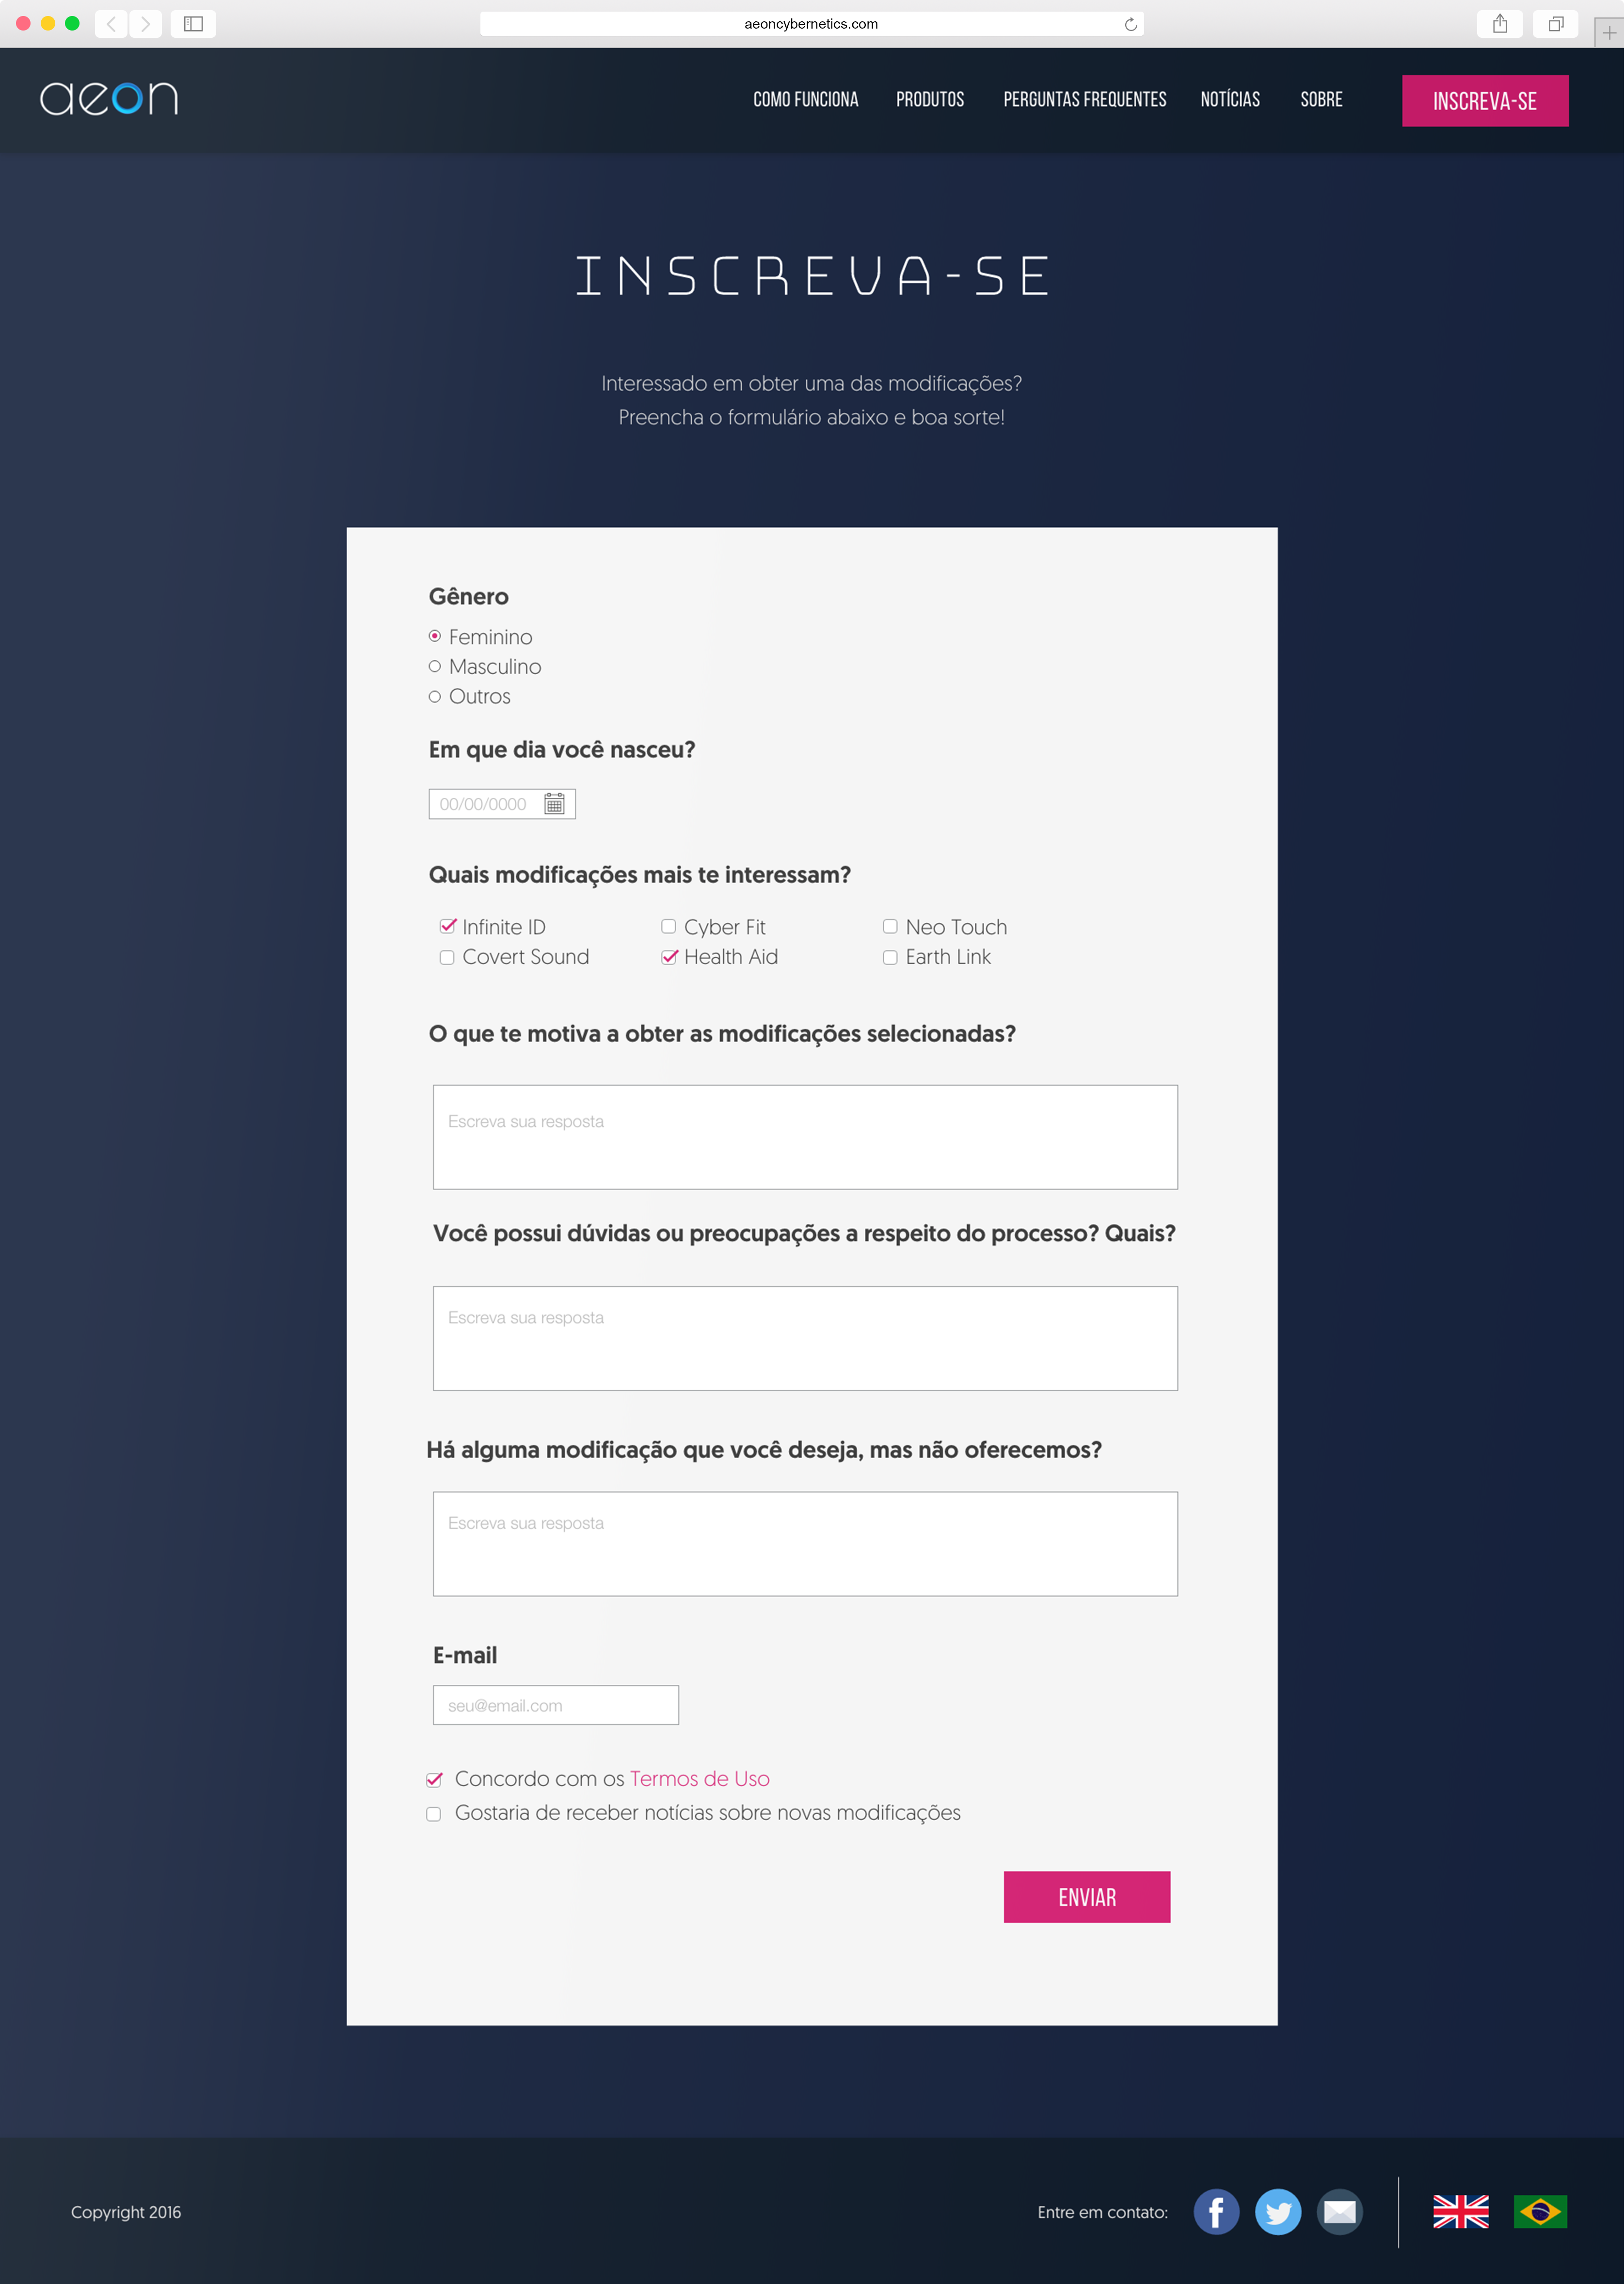 aeoncybernetics.com
aeon
COMO FUNCIONA PRODUTOS PERGUNTAS FREQUENTES NOTÍCIAS SOBRE INSCREVA-SE
INSCREVA-SE
Interessado em obter uma das modificações?
Preencha o formulário abaixo e boa sorte!
Gênero
Feminino
Masculino
Outros
Em que dia você nasceu?
00/00/0000
Quais modificações mais te interessam?
Infinite ID Cyber Fit Neo Touch
Covert Sound Health Aid Earth Link
O que te motiva a obter as modificações selecionadas?
Escreva sua resposta
Você possui dúvidas ou preocupações a respeito do processo? Quais?
Escreva sua resposta
Há alguma modificação que você deseja, mas não oferecemos?
Escreva sua resposta
E-mail
seu@email.com
Concordo com os Termos de Uso
Gostaria de receber notícias sobre novas modificações
ENVIAR
Copyright 2016 Entre em contato: